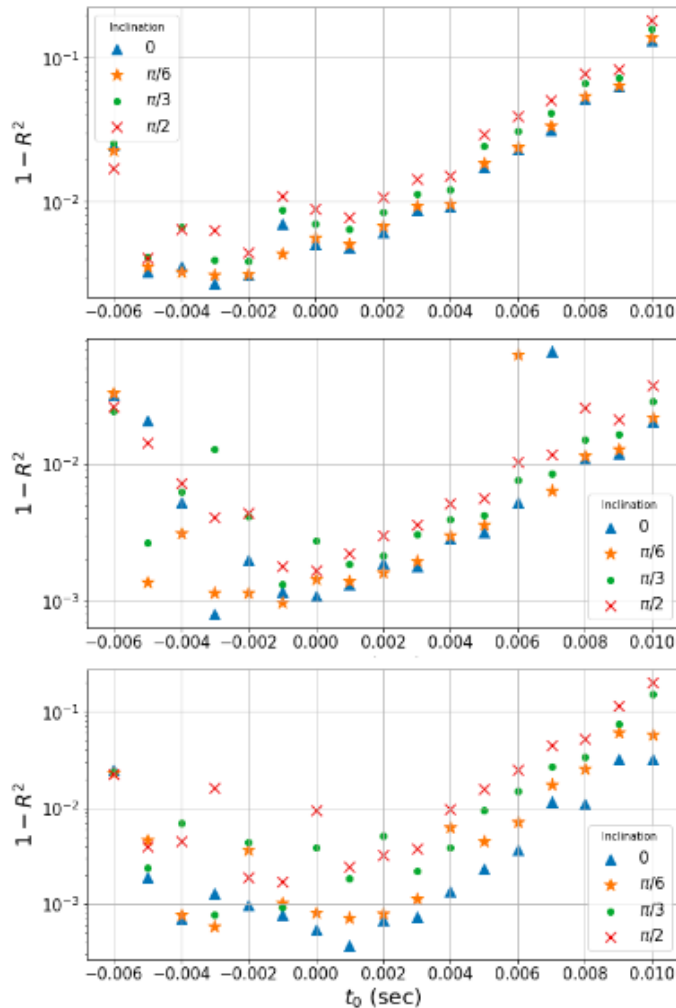 Inclination
0
π/6
π/3
π/2
10⁻¹
10⁻²
1 − R²
−0.006 −0.004 −0.002 0.000 0.002 0.004 0.006 0.008 0.010
10⁻²
10⁻³
1 − R²
Inclination
0
π/6
π/3
π/2
−0.006 −0.004 −0.002 0.000 0.002 0.004 0.006 0.008 0.010
10⁻¹
10⁻²
10⁻³
1 − R²
Inclination
0
π/6
π/3
π/2
−0.006 −0.004 −0.002 0.000 0.002 0.004 0.006 0.008 0.010
t₀ (sec)